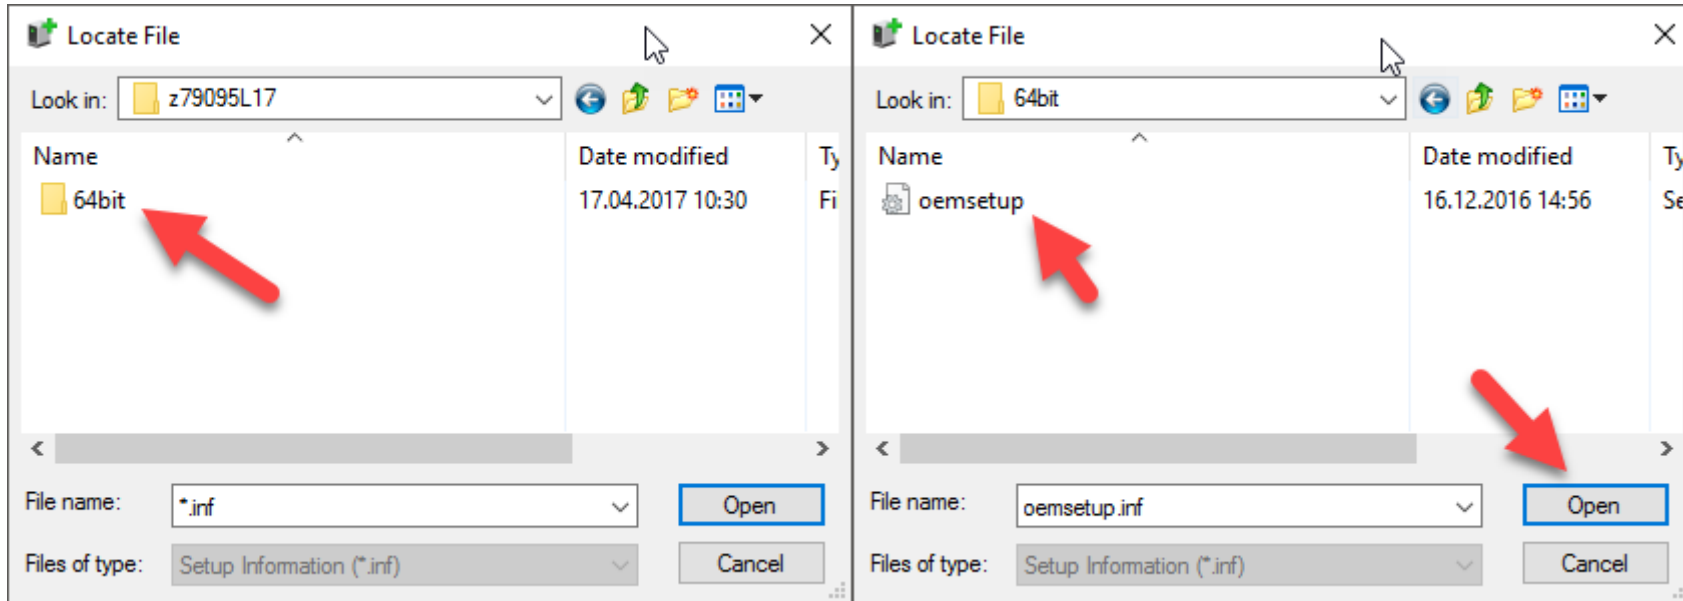 Locate File
Look in: z79095L17
Name Date modified Ty
64bit 17.04.2017 10:30 Fi
File name: *.inf Open
Files of type: Setup Information (*.inf) Cancel
Locate File
Look in: 64bit
Name Date modified Ty
oemsetup 16.12.2016 14:56 Se
File name: oemsetup.inf Open
Files of type: Setup Information (*.inf) Cancel